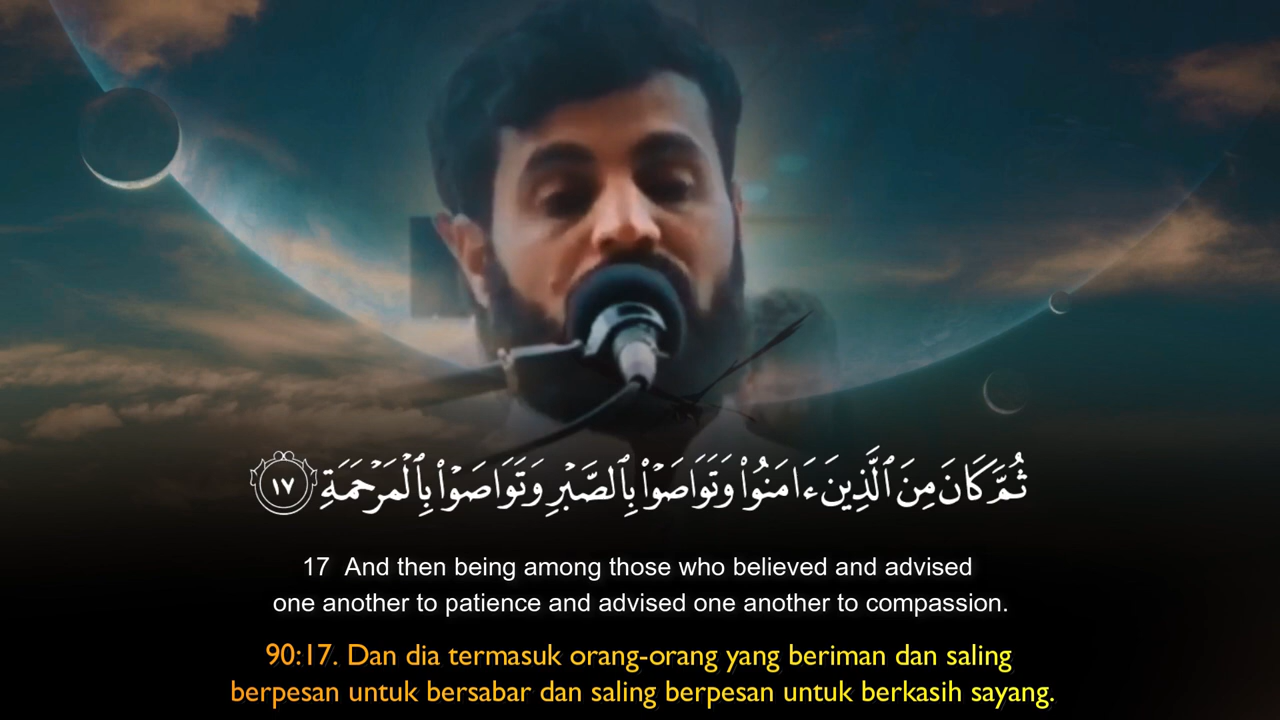 ثُمَّ كَانَ مِنَ ٱلَّذِينَ ءَامَنُوا۟ وَتَوَاصَوْا۟ بِٱلصَّبْرِ وَتَوَاصَوْا۟ بِٱلْمَرْحَمَةِ ١٧
17 And then being among those who believed and advised
one another to patience and advised one another to compassion.
90:17. Dan dia termasuk orang-orang yang beriman dan saling
berpesan untuk bersabar dan saling berpesan untuk berkasih sayang.